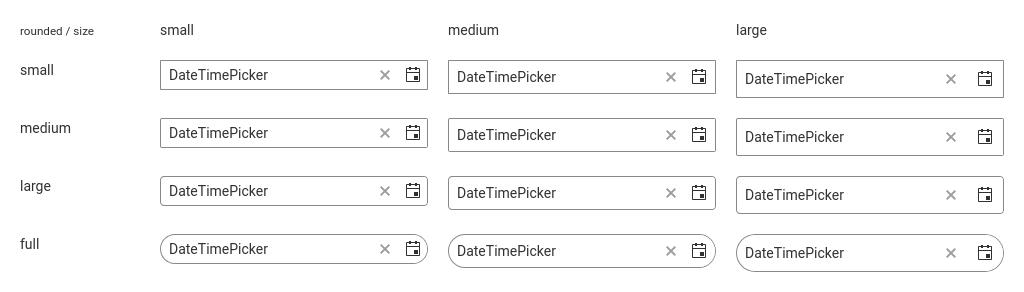 rounded / size small medium large
small DateTimePicker DateTimePicker DateTimePicker
medium DateTimePicker DateTimePicker DateTimePicker
large DateTimePicker DateTimePicker DateTimePicker
full DateTimePicker DateTimePicker DateTimePicker